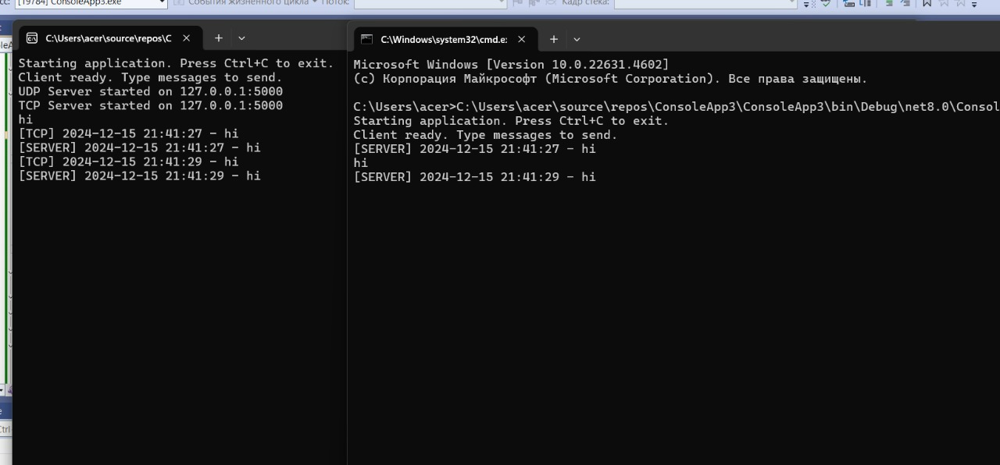 [19784] ConsoleApp3.exe
События жизненного цикла
Поток:
Кадр стека:
C:\Users\acer\source\repos\C
Starting application. Press Ctrl+C to exit.
Client ready. Type messages to send.
UDP Server started on 127.0.0.1:5000
TCP Server started on 127.0.0.1:5000
hi
[TCP] 2024-12-15 21:41:27 - hi
[SERVER] 2024-12-15 21:41:27 - hi
[TCP] 2024-12-15 21:41:29 - hi
[SERVER] 2024-12-15 21:41:29 - hi
C:\Windows\system32\cmd.e:
Microsoft Windows [Version 10.0.22631.4602]
(c) Корпорация Майкрософт (Microsoft Corporation). Все права защищены.
C:\Users\acer>C:\Users\acer\source\repos\ConsoleApp3\ConsoleApp3\bin\Debug\net8.0\Consol
Starting application. Press Ctrl+C to exit.
Client ready. Type messages to send.
[SERVER] 2024-12-15 21:41:27 - hi
hi
[SERVER] 2024-12-15 21:41:29 - hi